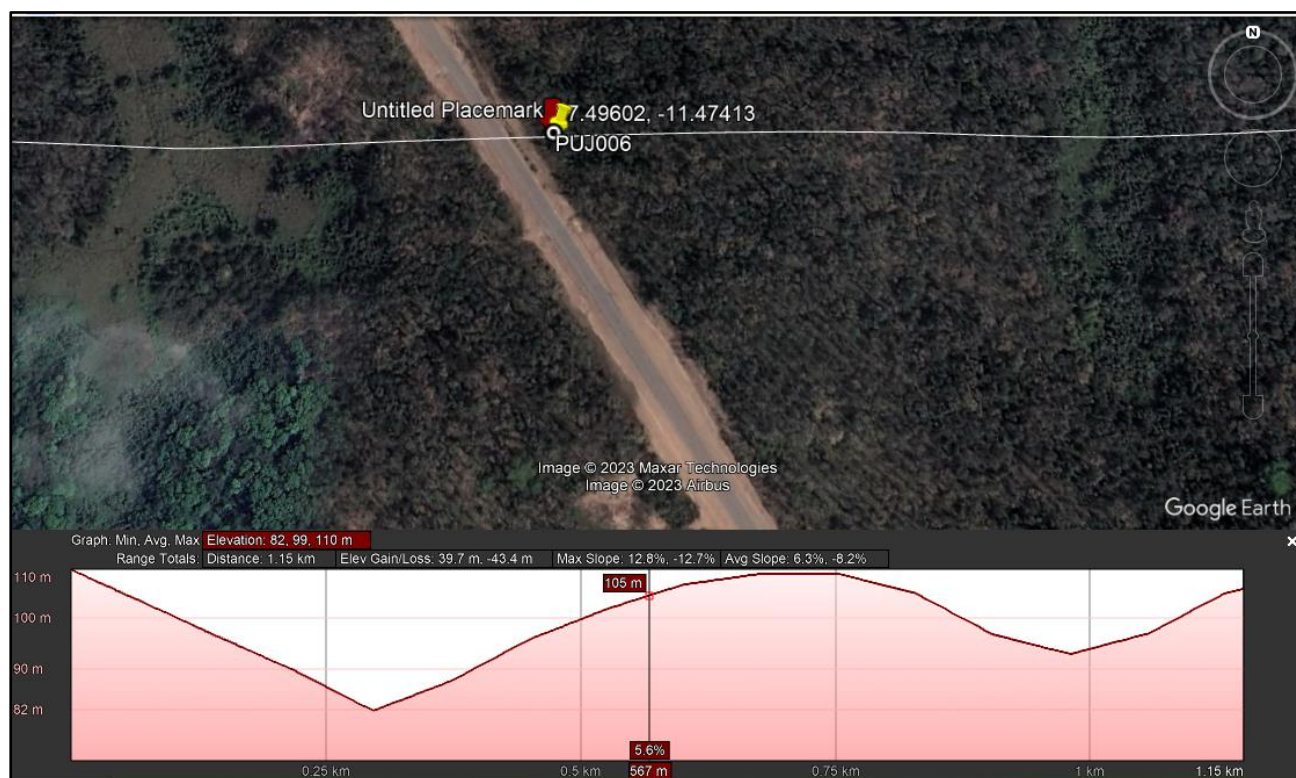 N
Untitled Placemark
7.49602, -11.47413
PUJ006
Image © 2023 Maxar Technologies
Image © 2023 Airbus
Google Earth
Graph: Min, Avg, Max Elevation: 82, 99, 110 m
Range Totals: Distance: 1.15 km Elev Gain/Loss: 39.7 m, -43.4 m Max Slope: 12.8%, -12.7% Avg Slope: 6.3%, -8.2%
110 m
105 m
100 m
90 m
82 m
5.6%
0.25 km 0.5 km 567 m 0.75 km 1 km 1.15 km